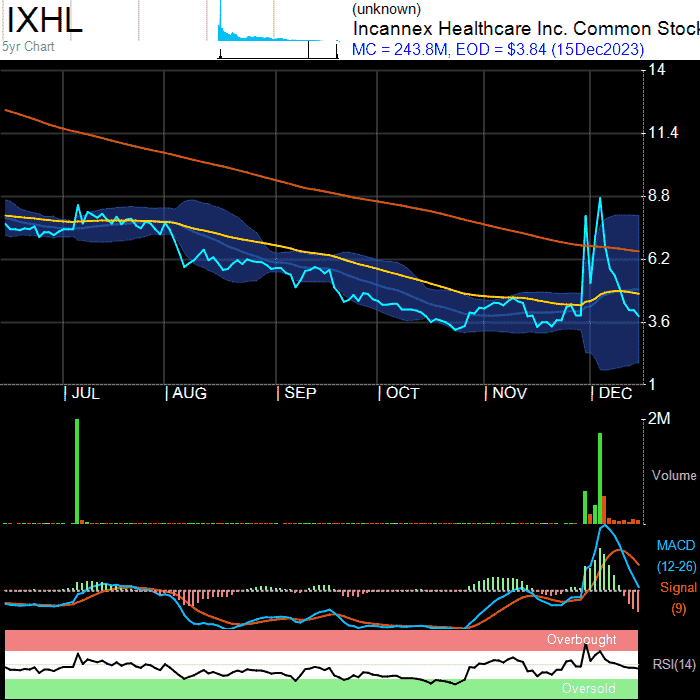 IXHL
5yr Chart
(unknown)
Incannex Healthcare Inc. Common Stock
MC = 243.8M, EOD = $3.84 (15Dec2023)
14
11.4
8.8
6.2
3.6
1
JUL AUG SEP OCT NOV DEC
2M
Volume
MACD
(12-26)
Signal
(9)
Overbought
RSI(14)
Oversold